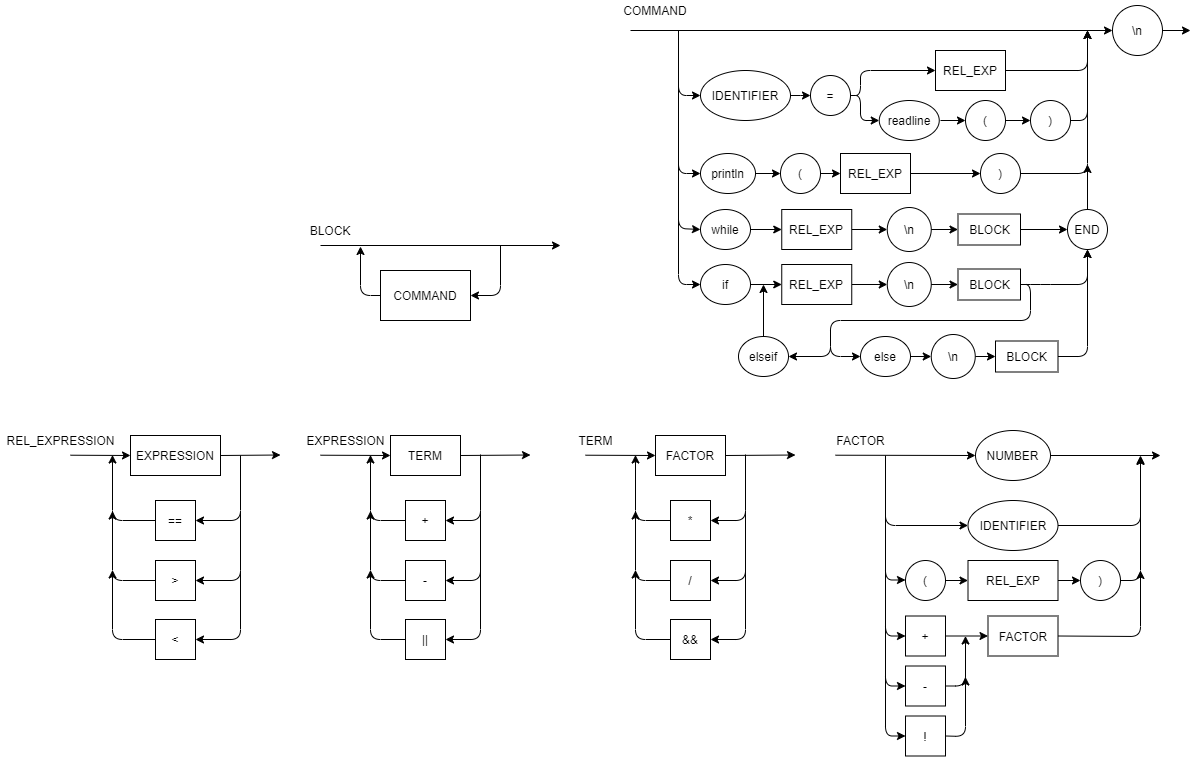 COMMAND
\n
REL_EXP
IDENTIFIER =
readline ( )
println ( REL_EXP )
BLOCK
while REL_EXP \n BLOCK END
COMMAND
if REL_EXP \n BLOCK
elseif else \n BLOCK
REL_EXPRESSION EXPRESSION
==
>
<
EXPRESSION TERM
+
-
||
TERM FACTOR
*
/
&&
FACTOR NUMBER
IDENTIFIER
( REL_EXP )
+ FACTOR
-
!